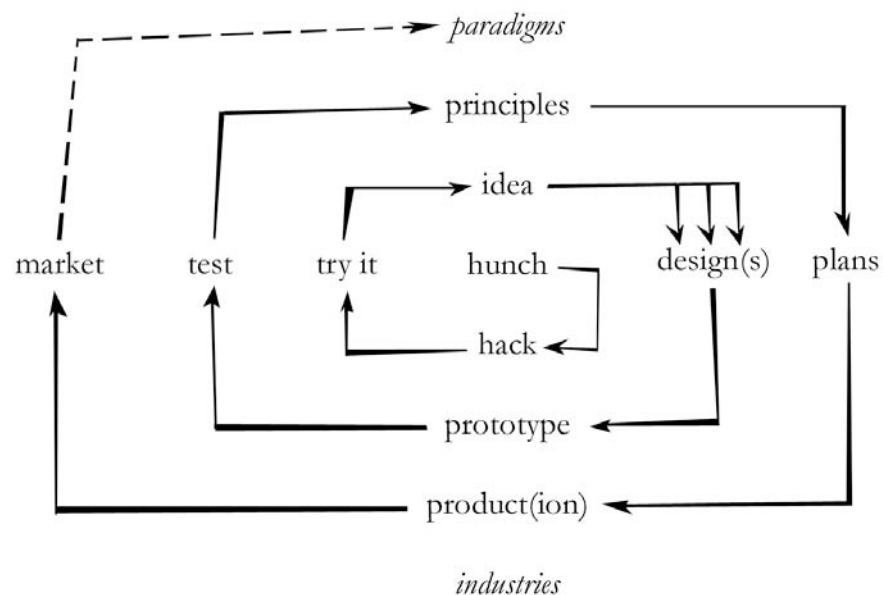 paradigms
principles
idea
market test try it hunch design(s) plans
hack
prototype
product(ion)
industries